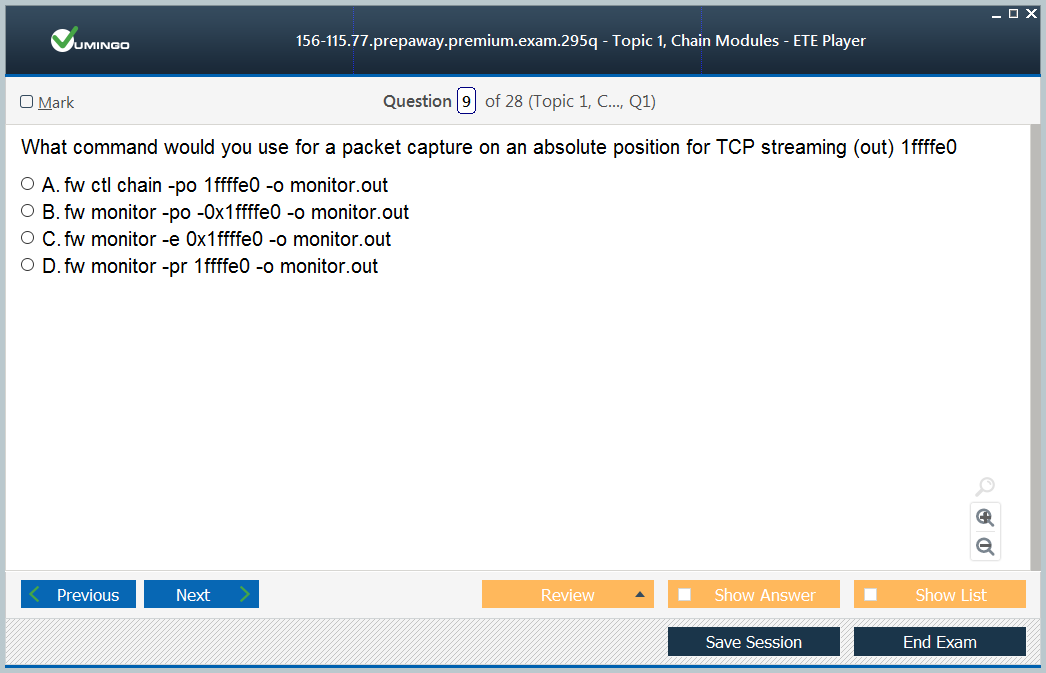 VUMINGO
156-115.77.prepaway.premium.exam.295q - Topic 1, Chain Modules - ETE Player
Mark
Question 9 of 28 (Topic 1, C..., Q1)
What command would you use for a packet capture on an absolute position for TCP streaming (out) 1ffffe0
A. fw ctl chain -po 1ffffe0 -o monitor.out
B. fw monitor -po -0x1ffffe0 -o monitor.out
C. fw monitor -e 0x1ffffe0 -o monitor.out
D. fw monitor -pr 1ffffe0 -o monitor.out
Previous Next Review Show Answer Show List
Save Session End Exam